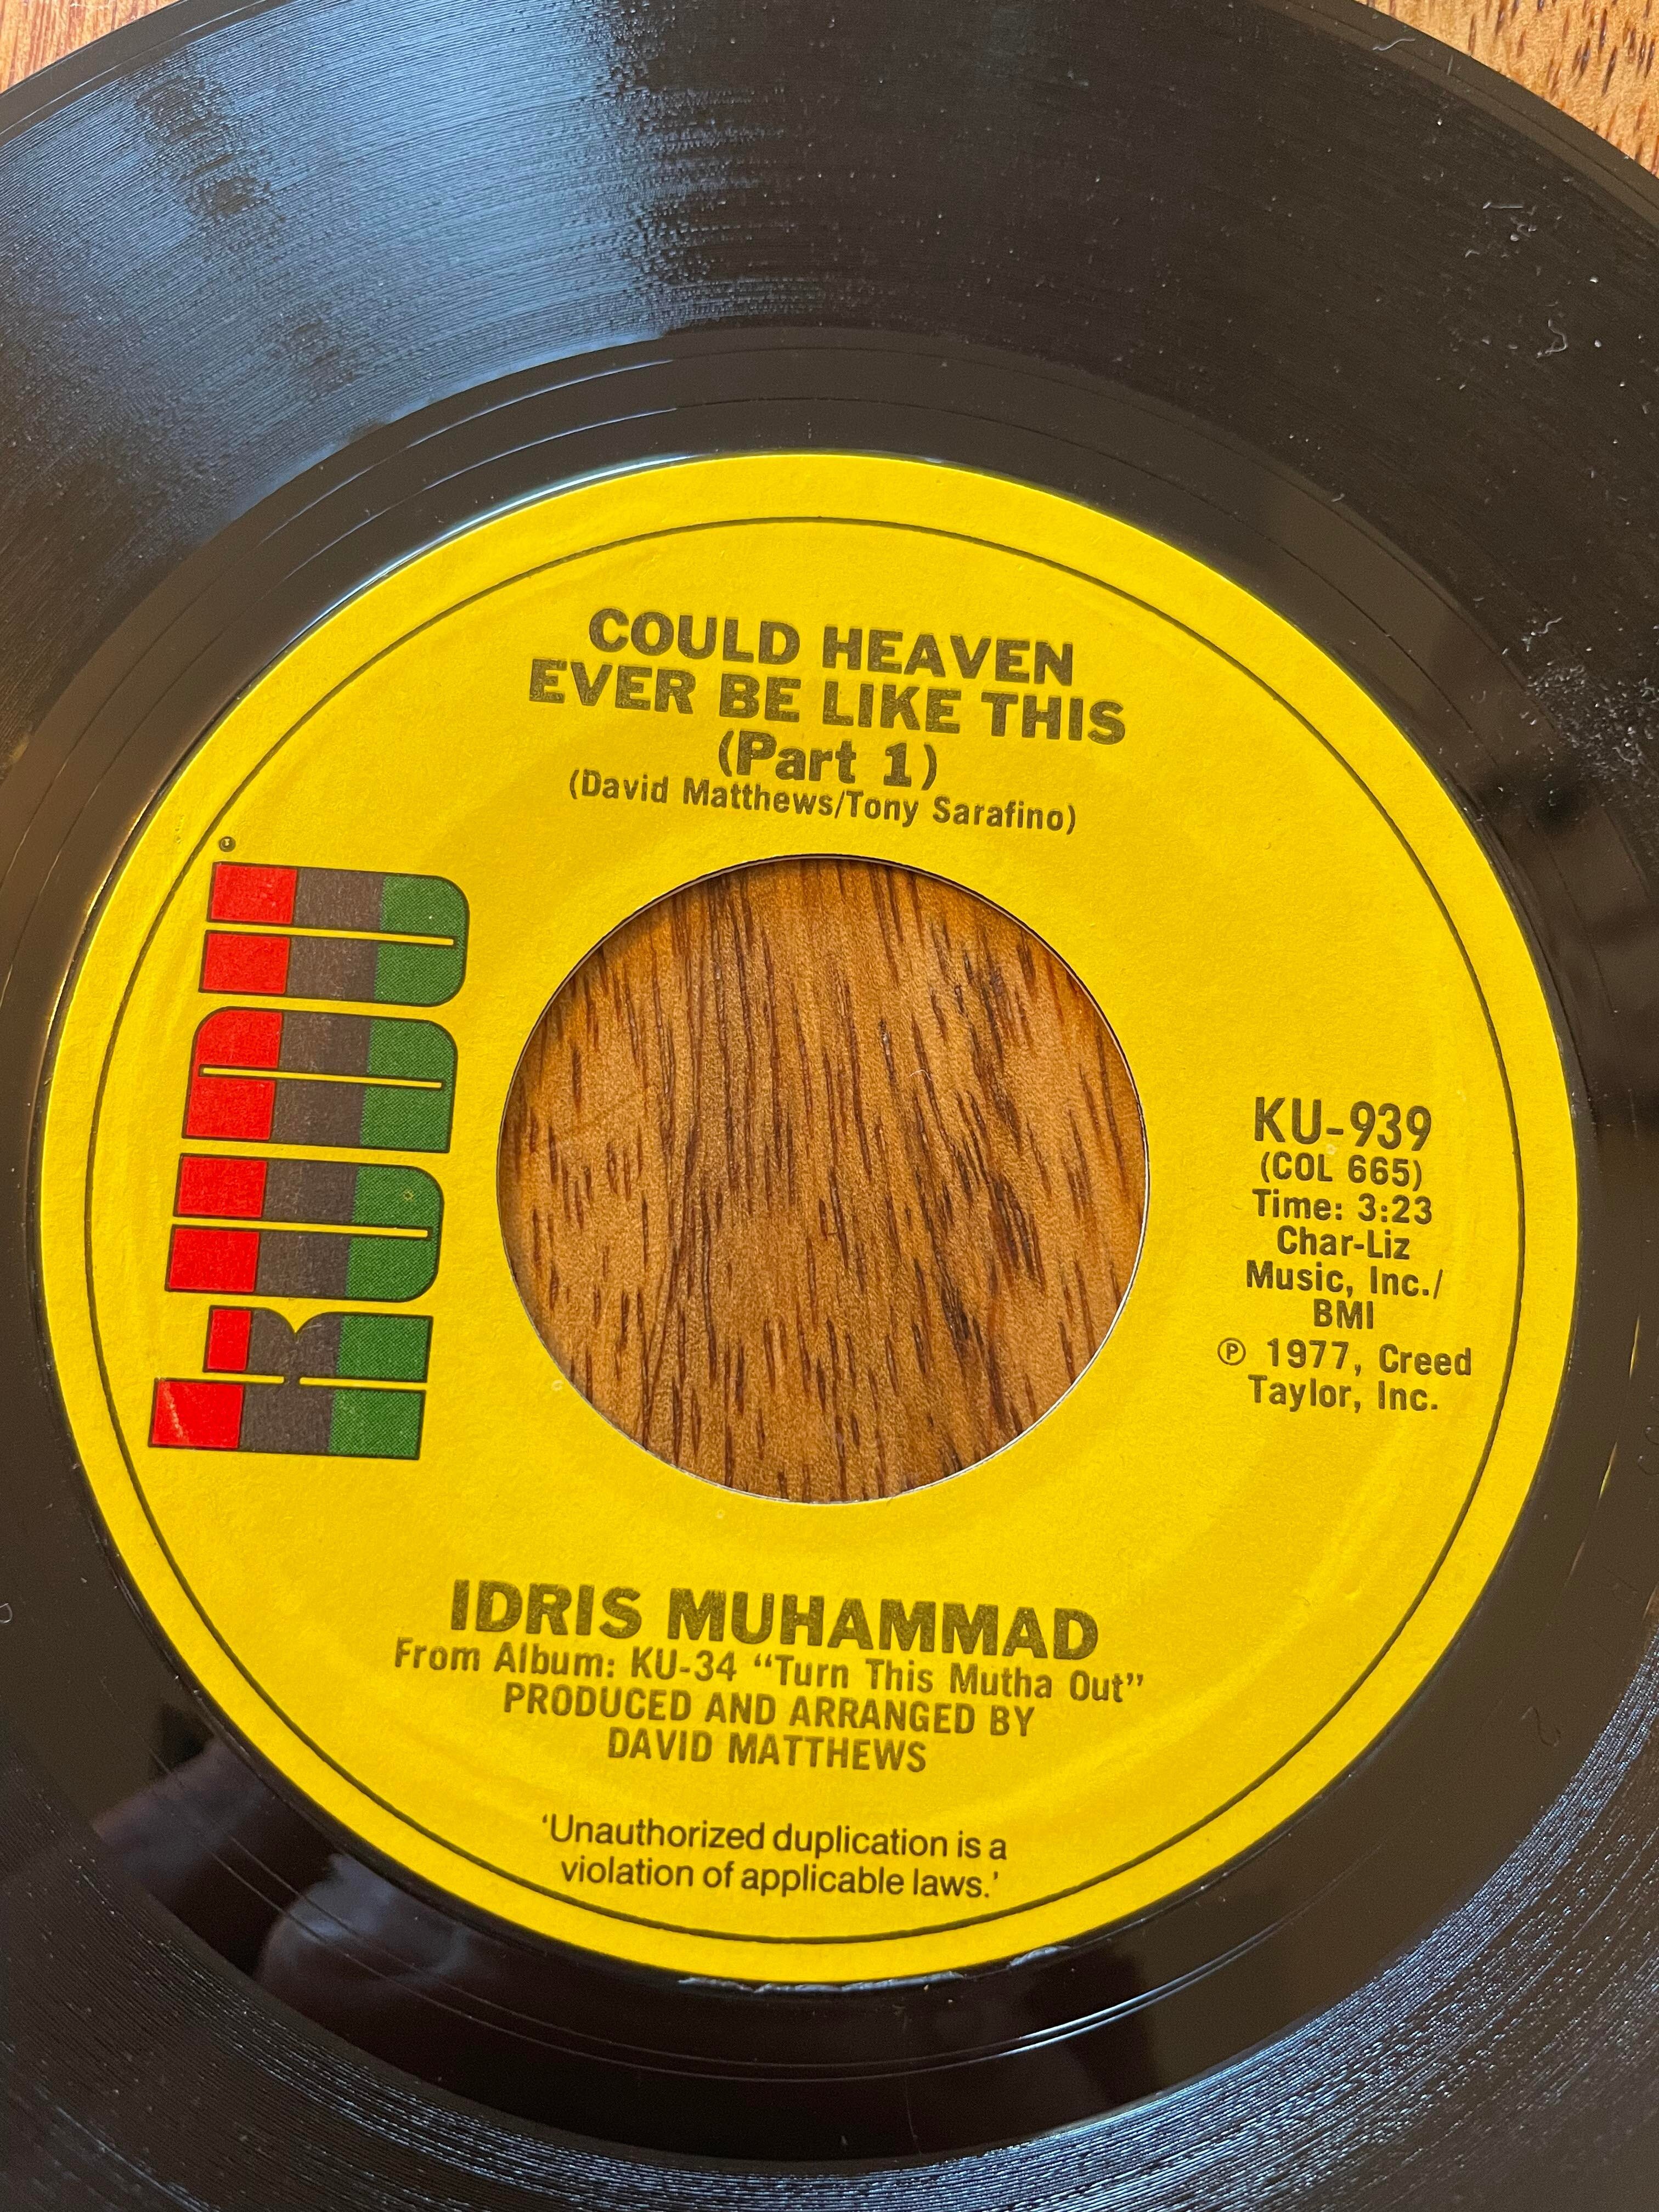 COULD HEAVEN
EVER BE LIKE THIS
(Part 1)
(David Matthews/Tony Sarafino)
KUDU
KU-939
(COL 665)
Time: 3:23
Char-Liz
Music, Inc./
BMI
℗ 1977, Creed
Taylor, Inc.
IDRIS MUHAMMAD
From Album: KU-34 “Turn This Mutha Out”
PRODUCED AND ARRANGED BY
DAVID MATTHEWS
‘Unauthorized duplication is a
violation of applicable laws.’